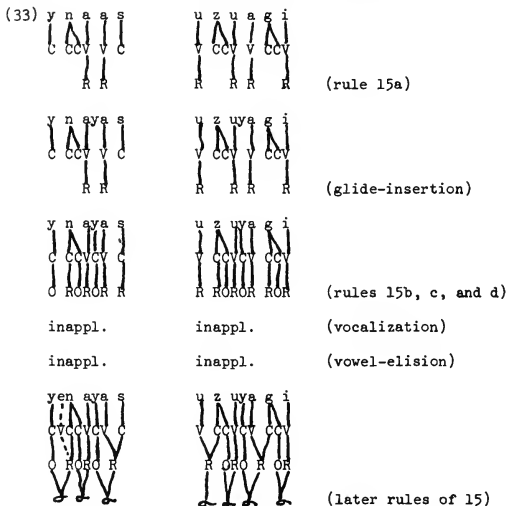 (33) y n a a s u z u a g i
C CCV V C V CCV V CCV
R R R R R R (rule 15a)
y n aya s u z uya g i
C CCV V C V CCV V CCV
R R R R R R (glide-insertion)
y n aya s u z uya g i
C CCVCV C V CCVCV CCV
O ROROR R R ROROR ROR (rules 15b, c, and d)
inappl. inappl. (vocalization)
inappl. inappl. (vowel-elision)
yen aya s u z uya g i
CVCCVCV C V CCVCV CCV
O RORO R R ORO R OR
σ σ σ σ σ σ σ (later rules of 15)